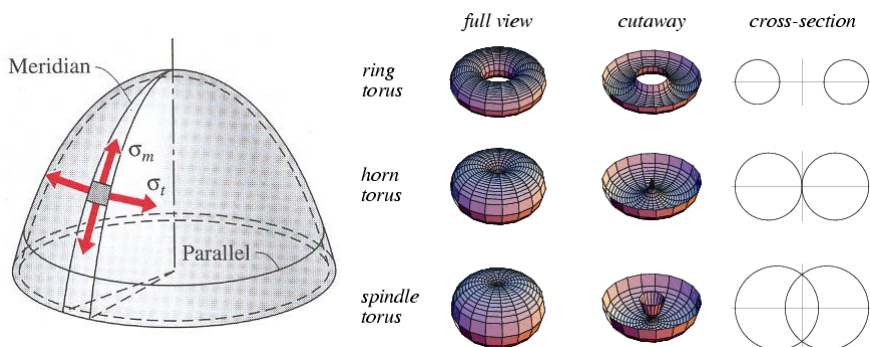 Meridian
σm
σt
Parallel
full view cutaway cross-section
ring
torus
horn
torus
spindle
torus